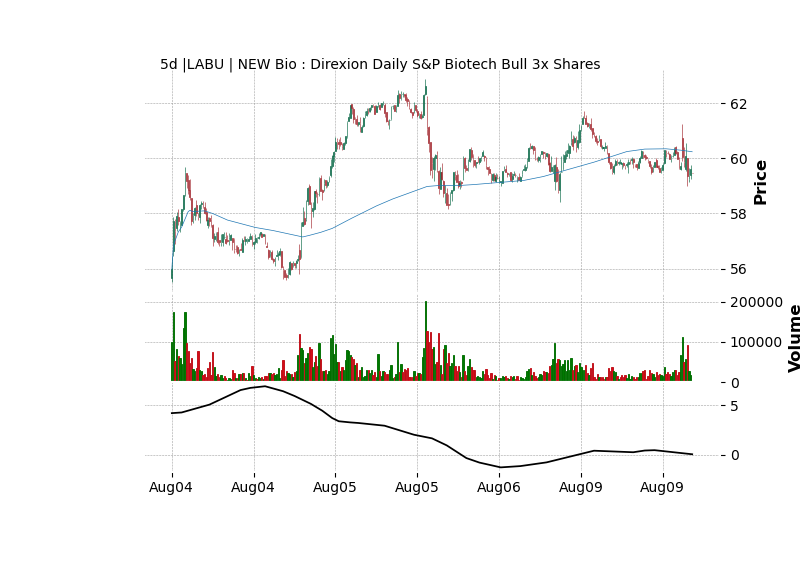 5d |LABU | NEW Bio : Direxion Daily S&P Biotech Bull 3x Shares
62
60
58
56
Price
200000
100000
0
Volume
5
0
Aug04 Aug04 Aug05 Aug05 Aug06 Aug09 Aug09